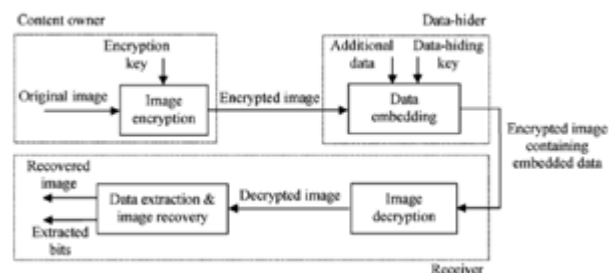 Content owner
Data-hider
Encryption
key
Additional
data
Data-hiding
key
Original image
Image
encryption
Encrypted image
Data
embedding
Encrypted image
containing
embedded data
Recovered
image
Data extraction &
image recovery
Decrypted image
Image
decryption
Extracted
bits
Receiver